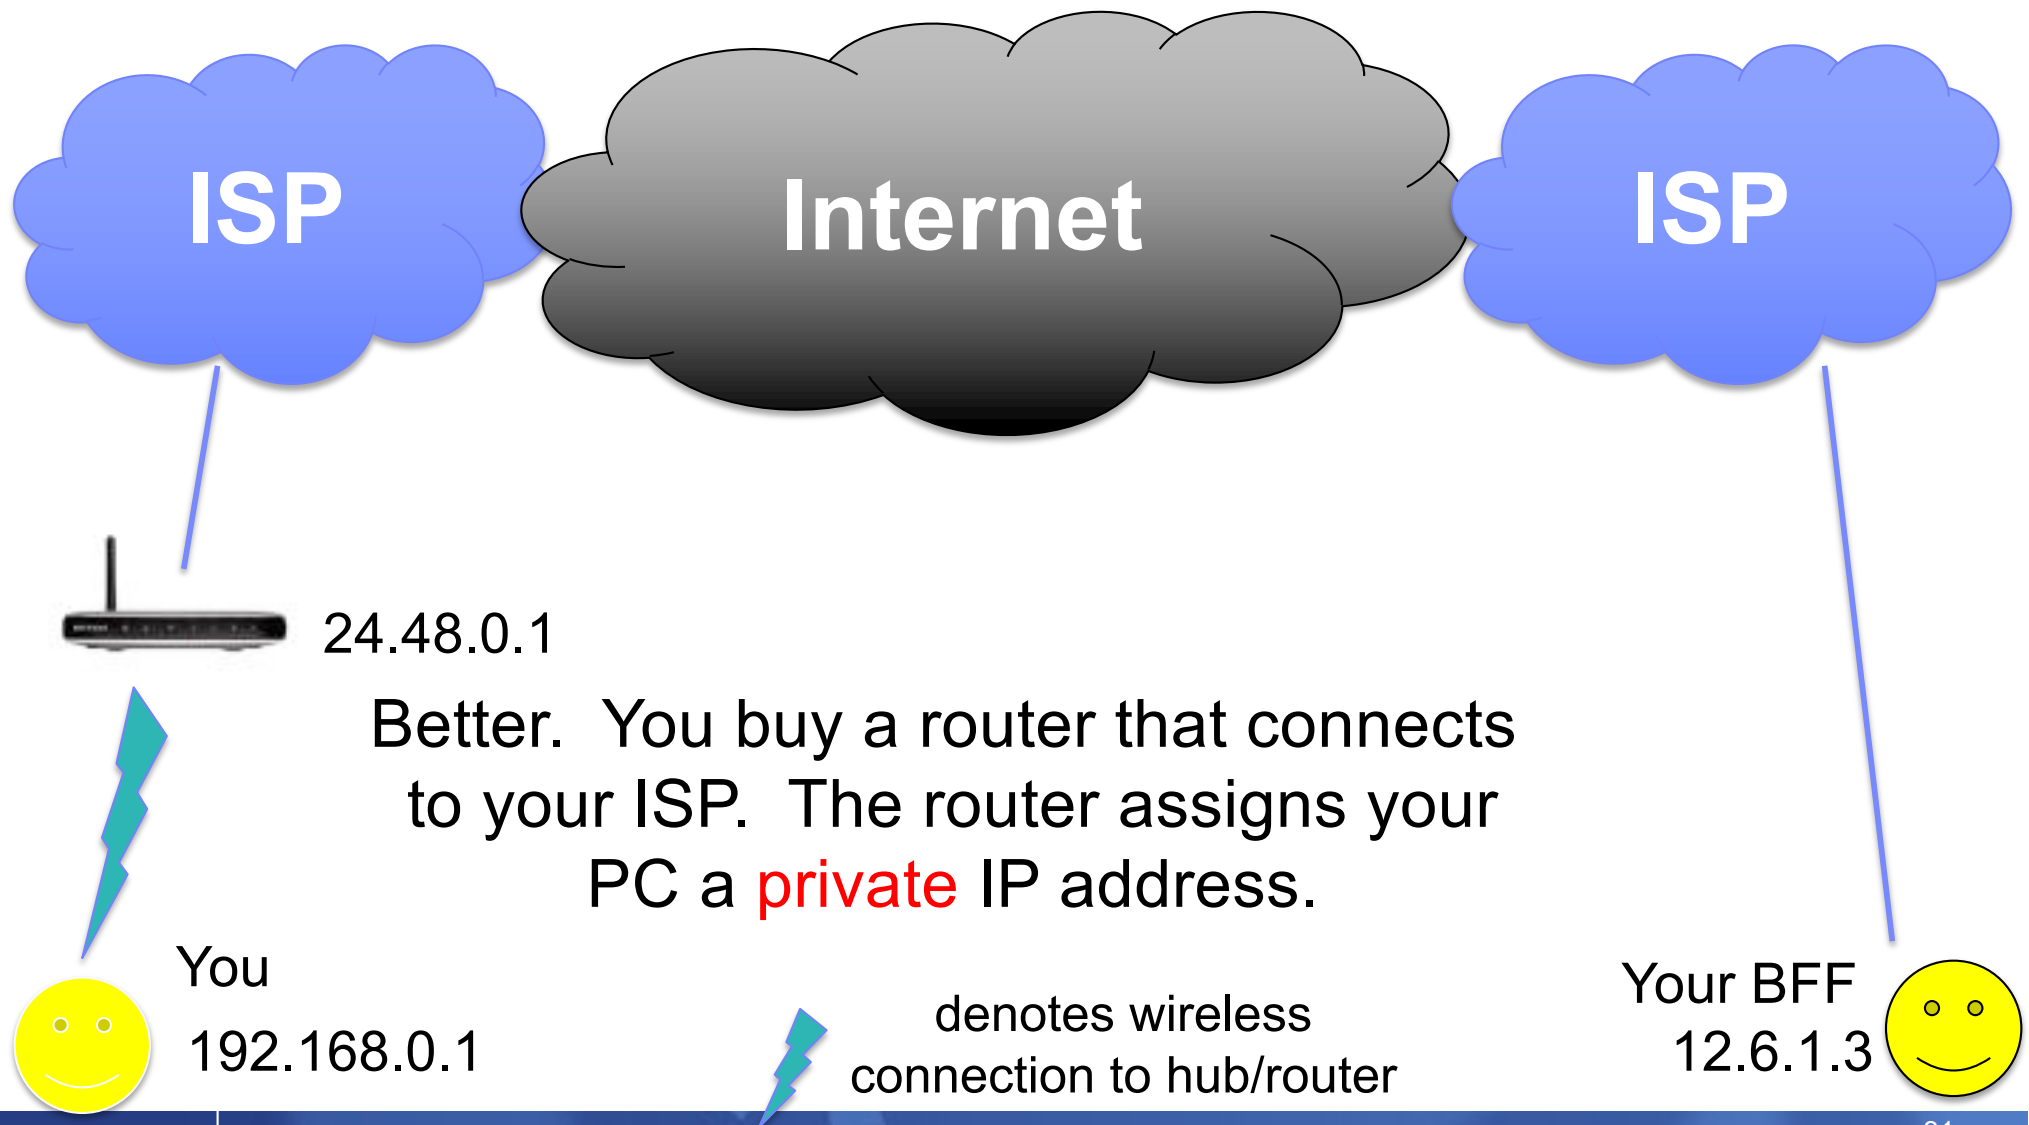 ISP
Internet
ISP
24.48.0.1
Better.  You buy a router that connects
to your ISP.  The router assigns your
PC a private IP address.
You
192.168.0.1
denotes wireless
connection to hub/router
Your BFF
12.6.1.3